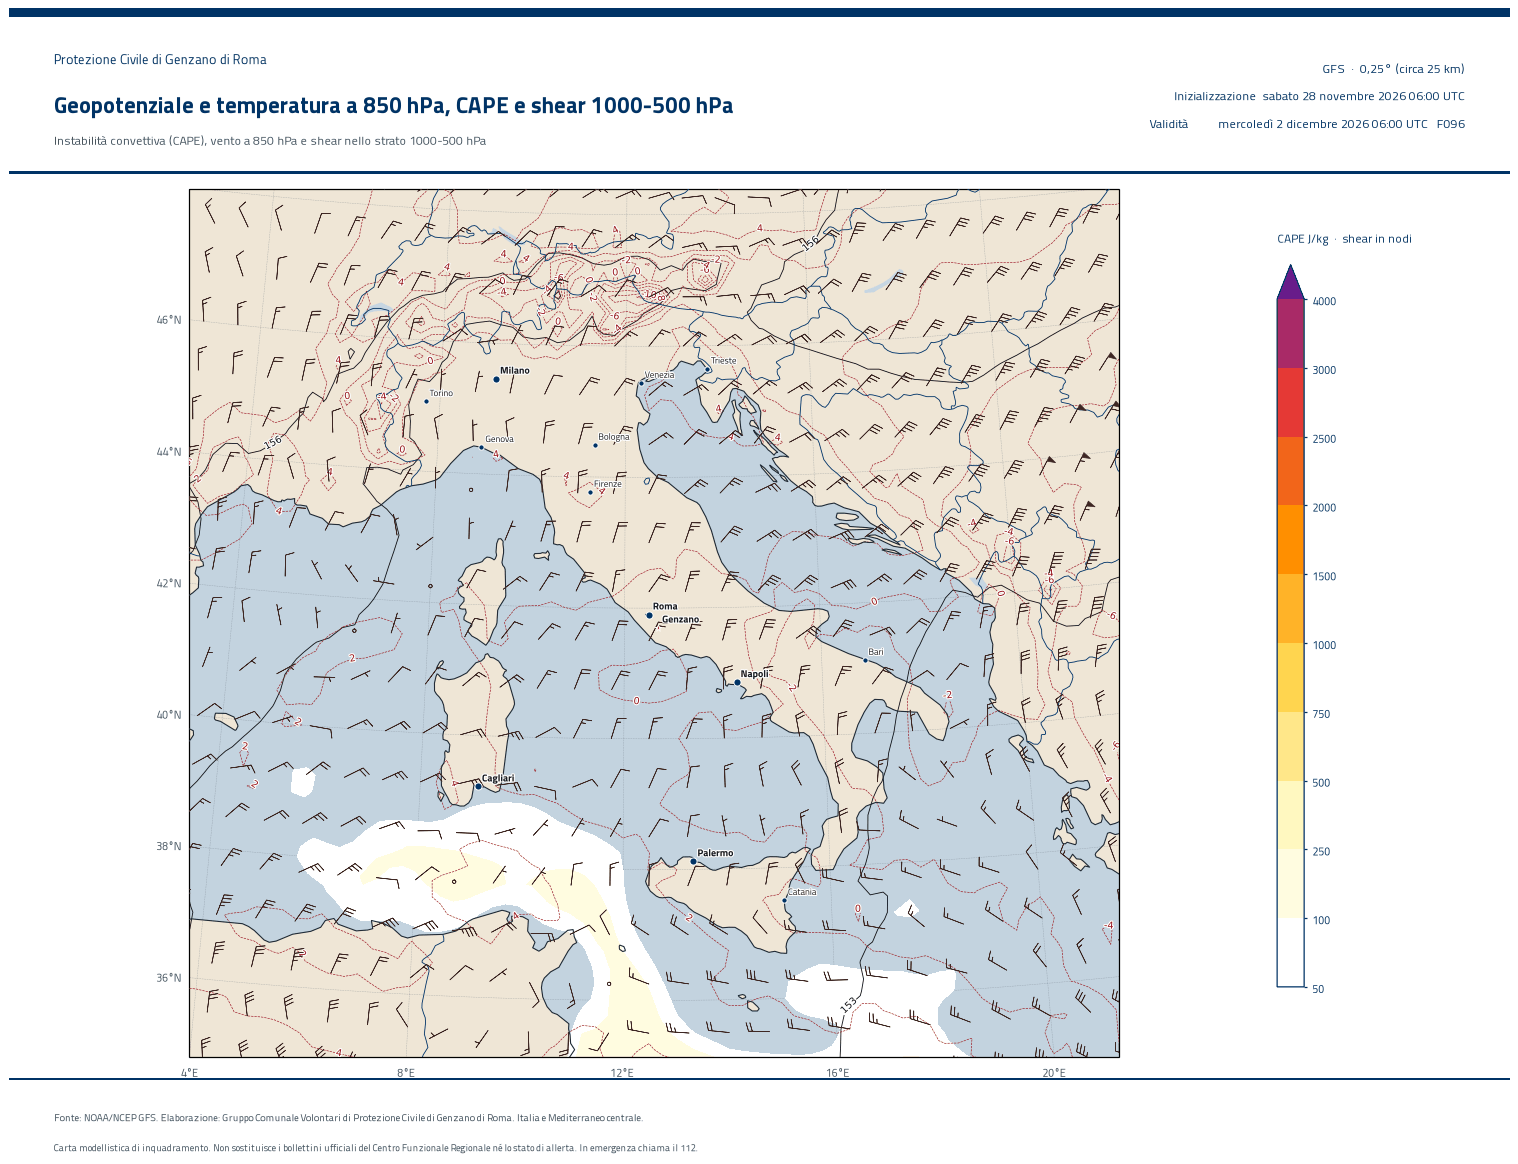 Protezione Civile di Genzano di Roma
Geopotenziale e temperatura a 850 hPa, CAPE e shear 1000-500 hPa
Instabilità convettiva (CAPE), vento a 850 hPa e shear nello strato 1000-500 hPa
GFS · 0,25° (circa 25 km)
Inizializzazione sabato 28 novembre 2026 06:00 UTC
Validità mercoledì 2 dicembre 2026 06:00 UTC F096
CAPE J/kg · shear in nodi
4000
3000
2500
2000
1500
1000
750
500
250
100
50
46°N
44°N
42°N
40°N
38°N
36°N
4°E
8°E
12°E
16°E
20°E
Milano
Torino
Venezia
Trieste
Genova
Bologna
Firenze
Roma
Genzano
Napoli
Bari
Cagliari
Palermo
Catania
156
156
153
Fonte: NOAA/NCEP GFS. Elaborazione: Gruppo Comunale Volontari di Protezione Civile di Genzano di Roma. Italia e Mediterraneo centrale.
Carta modellistica di inquadramento. Non sostituisce i bollettini ufficiali del Centro Funzionale Regionale né lo stato di allerta. In emergenza chiama il 112.